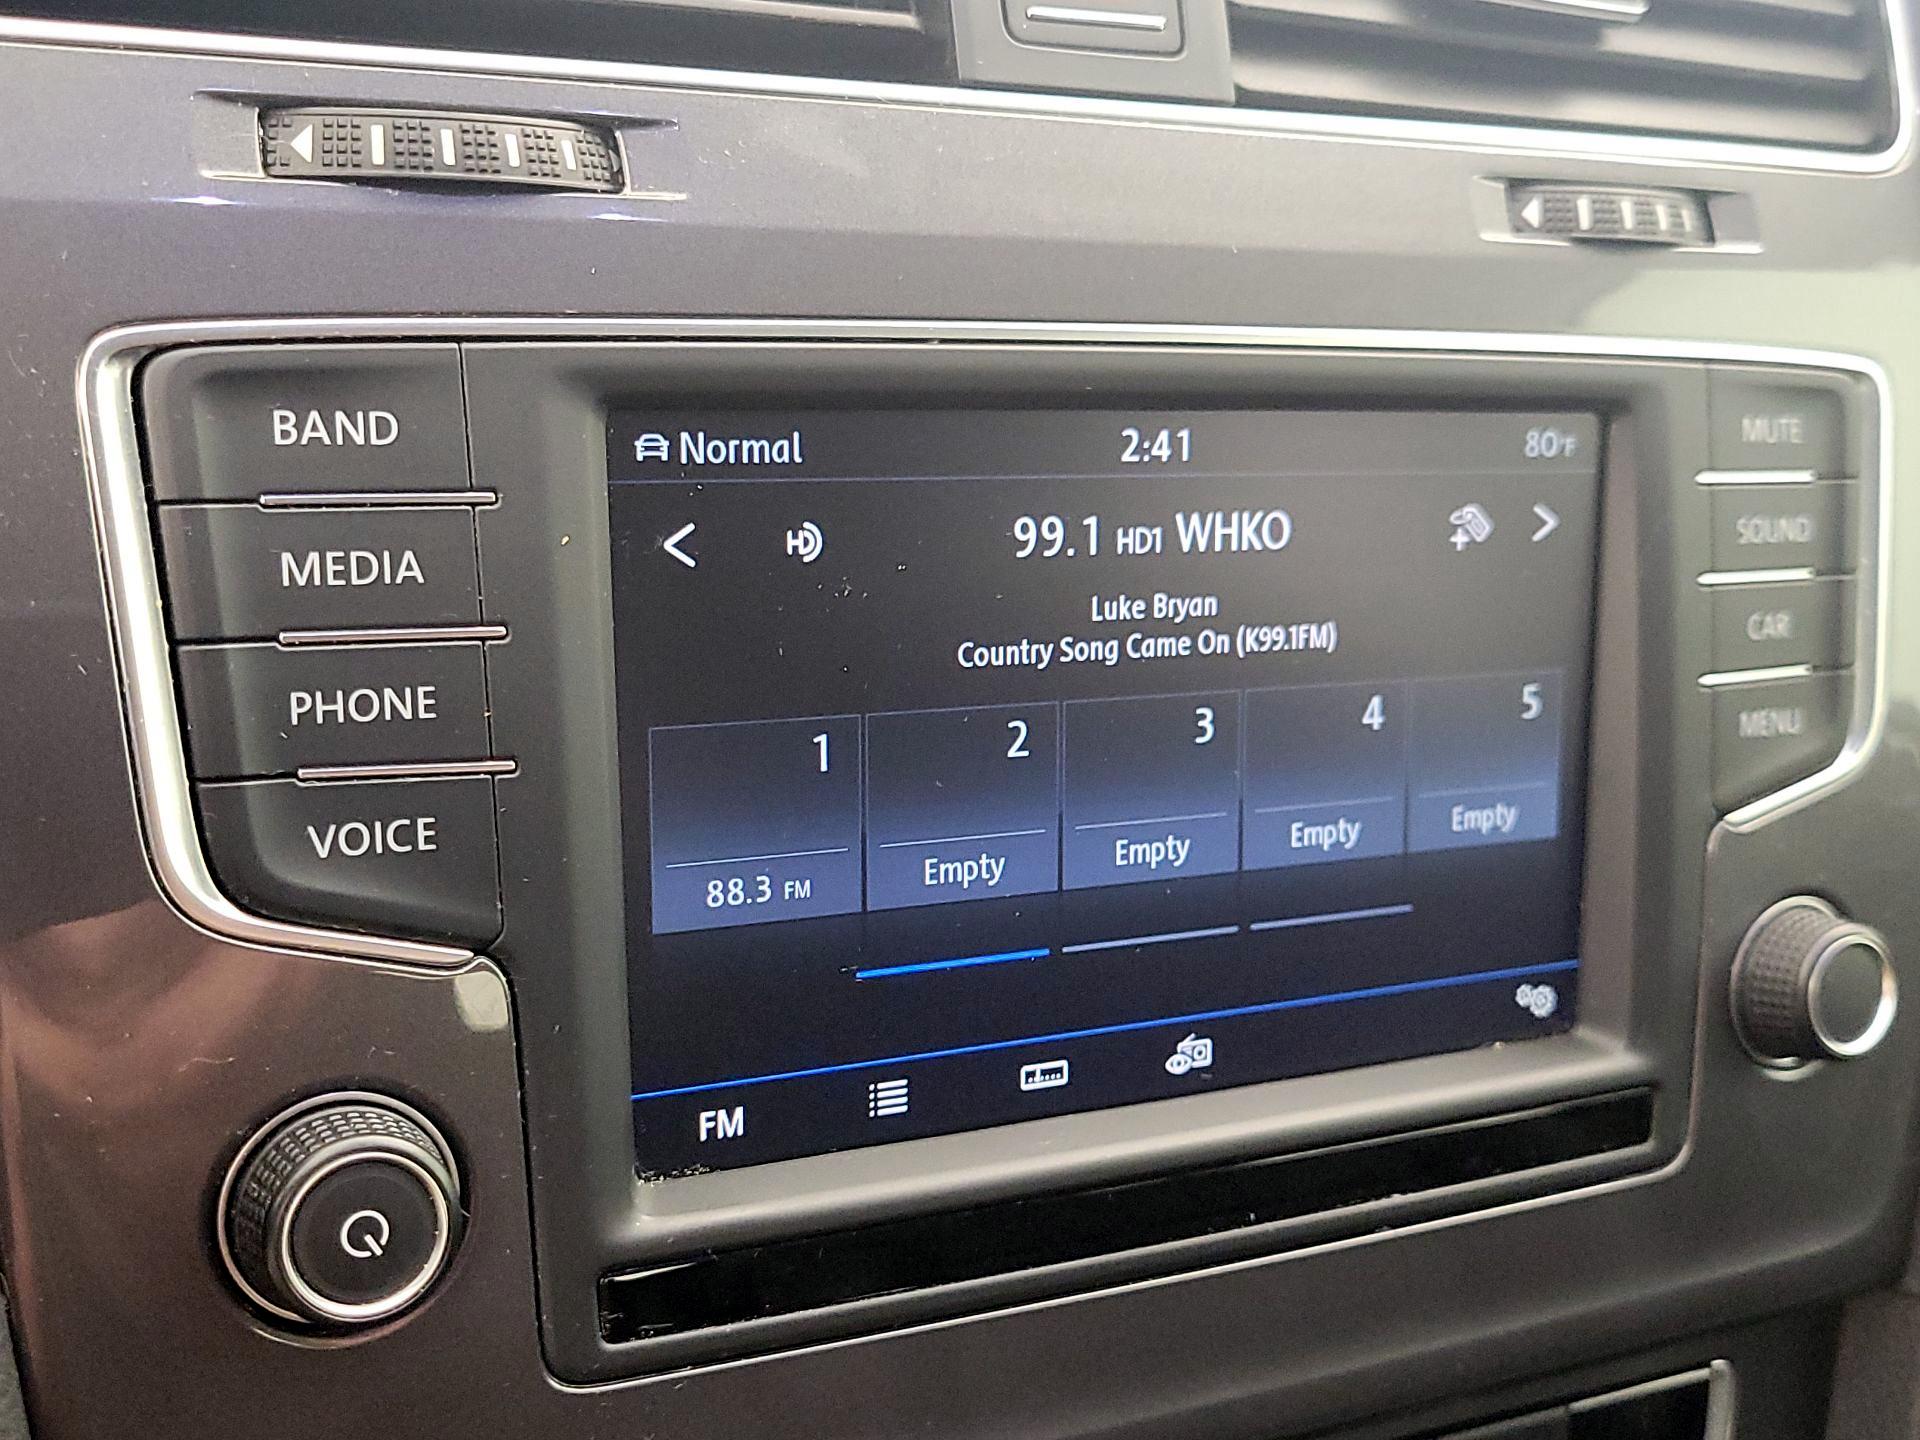 BAND
MEDIA
PHONE
VOICE
Normal 2:41 80°F
HD 99.1 HD1 WHKO
Luke Bryan
Country Song Came On (K99.1FM)
1 2 3 4 5
88.3 FM Empty Empty Empty Empty
FM
MUTE
SOUND
CAR
MENU